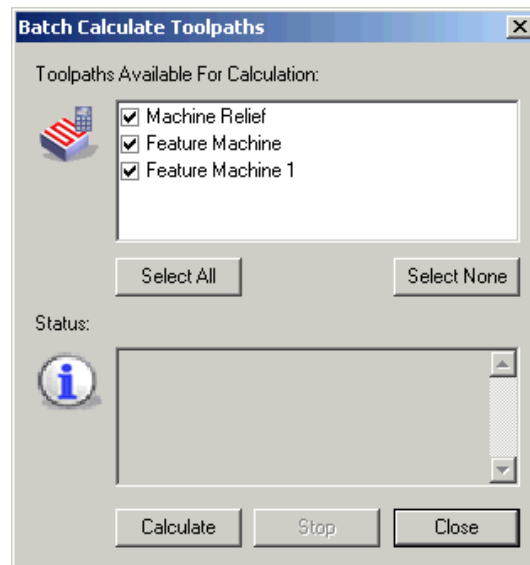 Batch Calculate Toolpaths
Toolpaths Available For Calculation:
Machine Relief
Feature Machine
Feature Machine 1
Select All
Select None
Status:
Calculate
Stop
Close